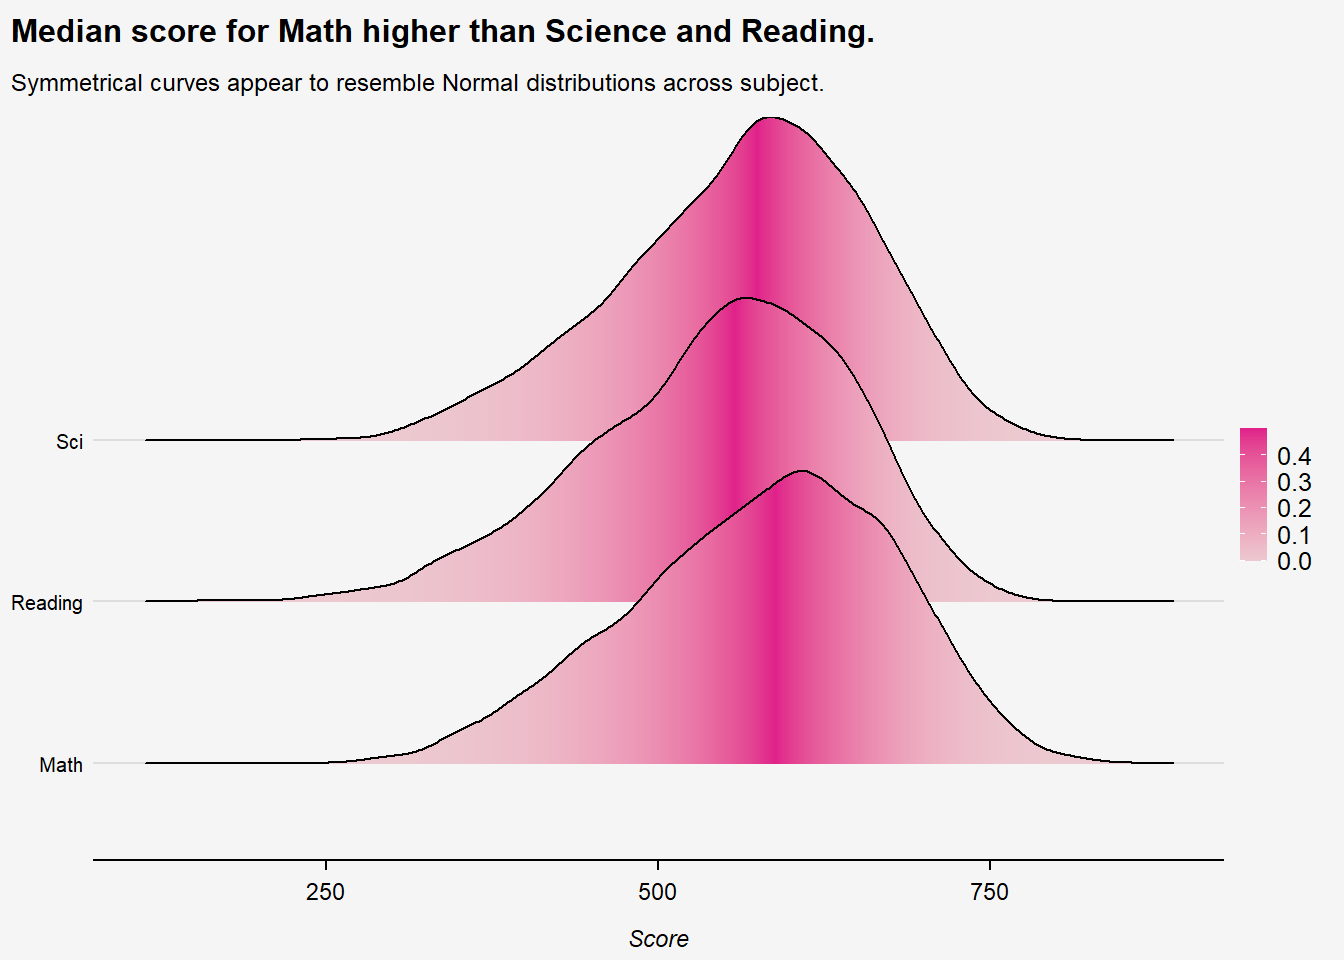 Median score for Math higher than Science and Reading.
Symmetrical curves appear to resemble Normal distributions across subject.
Sci
Reading
Math
0.4
0.3
0.2
0.1
0.0
250 500 750
Score